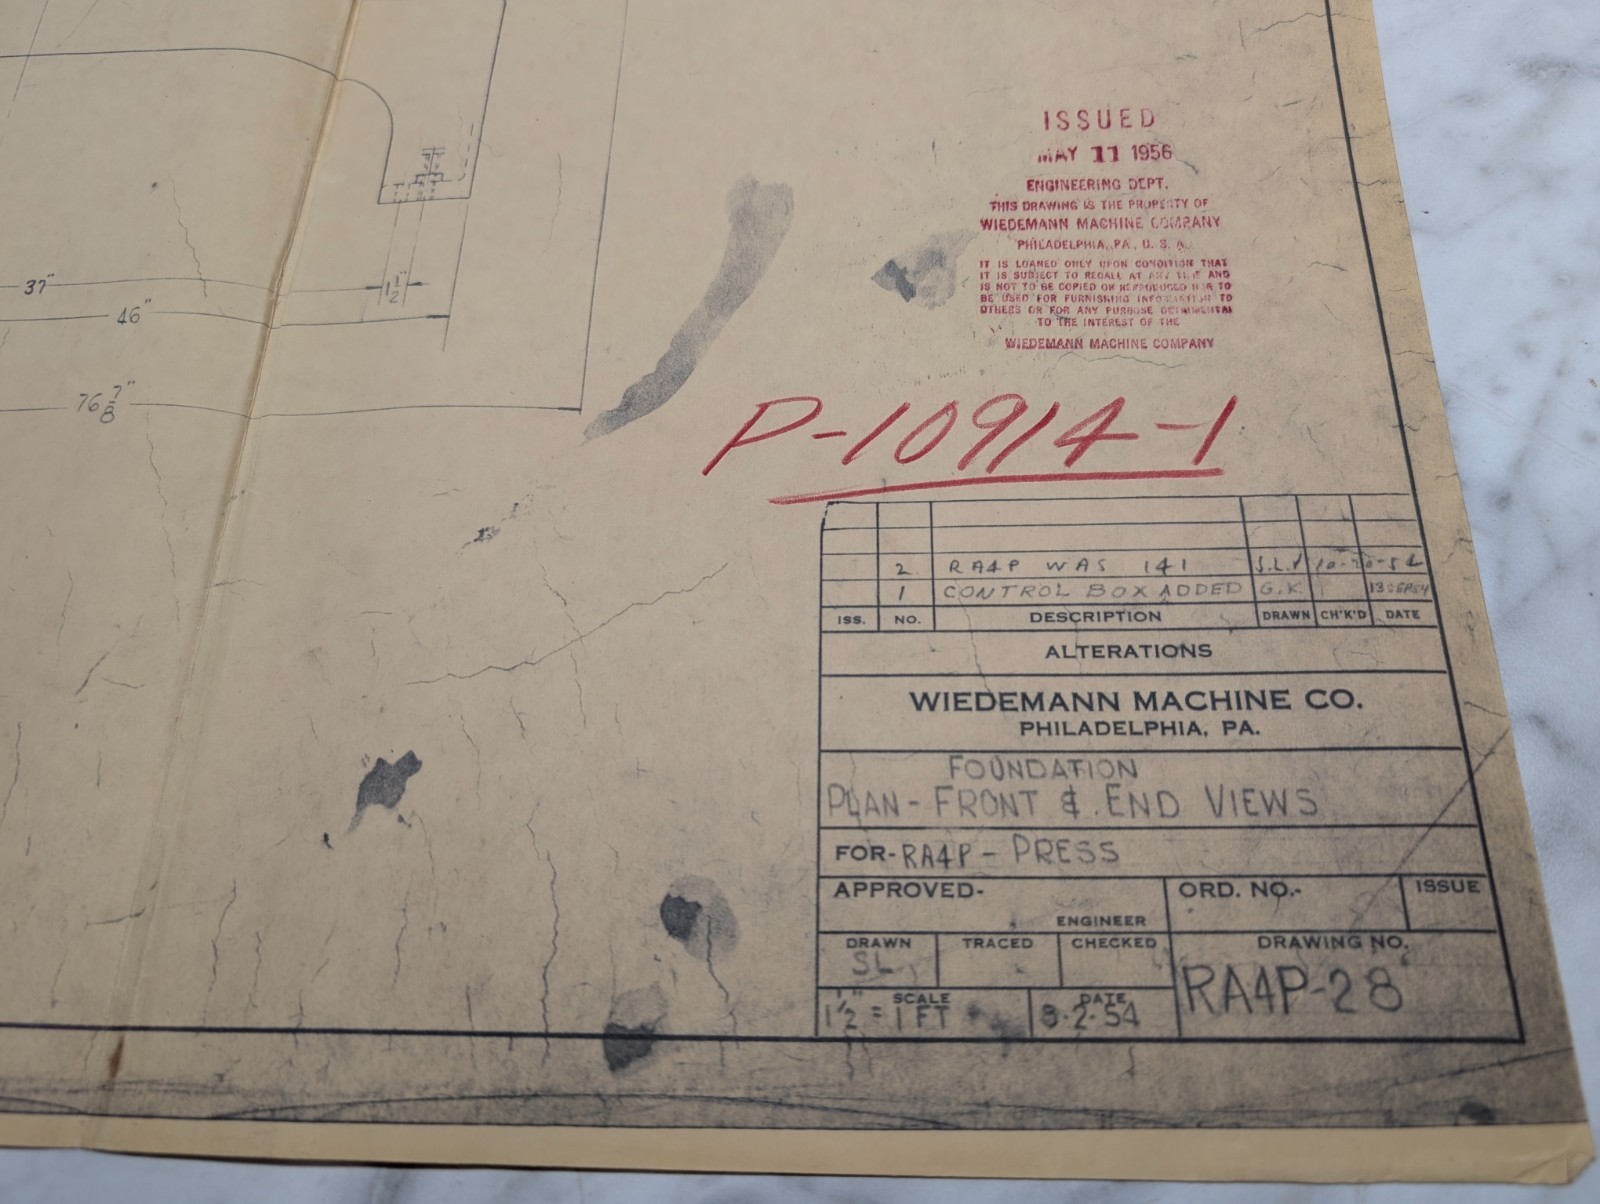 ISSUED
MAY 11 1956
ENGINEERING DEPT.
THIS DRAWING IS THE PROPERTY OF
WIEDEMANN MACHINE COMPANY
PHILADELPHIA, PA., U. S. A.
IT IS LOANED ONLY UPON CONDITION THAT
IT IS SUBJECT TO RECALL AT ANY TIME AND
IS NOT TO BE COPIED OR REPRODUCED NOR TO
BE USED FOR FURNISHING INFORMATION TO
OTHERS OR FOR ANY PURPOSE DETRIMENTAL
TO THE INTEREST OF THE
WIEDEMANN MACHINE COMPANY
37"
1 1/2"
46"
76 7/8"
P-10914-1
2 RA4P WAS 141
1 CONTROL BOX ADDED G.K. 13 SEP 54
ISS. NO. DESCRIPTION DRAWN CH'K'D DATE
ALTERATIONS
WIEDEMANN MACHINE CO.
PHILADELPHIA, PA.
FOUNDATION
PLAN - FRONT & END VIEWS
FOR- RA4P - PRESS
APPROVED- ENGINEER
ORD. NO.- ISSUE
DRAWN TRACED CHECKED
SL
SCALE
1 1/2" = 1 FT
DATE
8-2-54
DRAWING NO.
RA4P-28